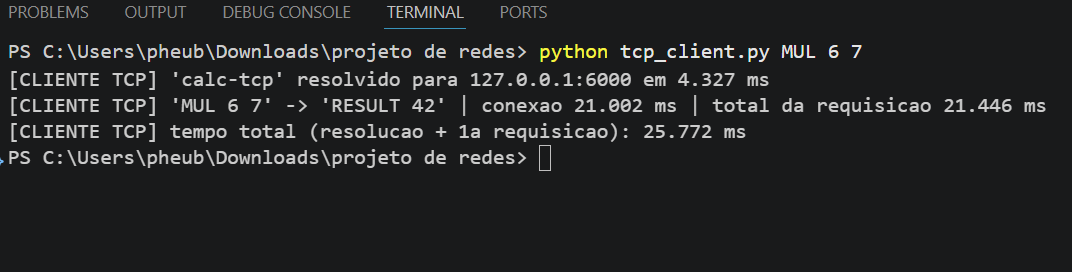 PROBLEMS OUTPUT DEBUG CONSOLE TERMINAL PORTS
PS C:\Users\pheub\Downloads\projeto de redes> python tcp_client.py MUL 6 7
[CLIENTE TCP] 'calc-tcp' resolvido para 127.0.0.1:6000 em 4.327 ms
[CLIENTE TCP] 'MUL 6 7' -> 'RESULT 42' | conexao 21.002 ms | total da requisicao 21.446 ms
[CLIENTE TCP] tempo total (resolucao + 1a requisicao): 25.772 ms
PS C:\Users\pheub\Downloads\projeto de redes>